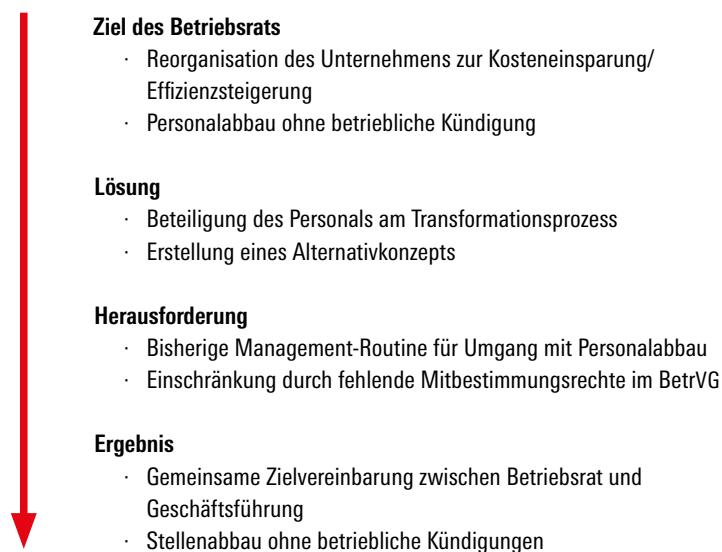 Ziel des Betriebsrats
· Reorganisation des Unternehmens zur Kosteneinsparung/
Effizienzsteigerung
· Personalabbau ohne betriebliche Kündigung
Lösung
· Beteiligung des Personals am Transformationsprozess
· Erstellung eines Alternativkonzepts
Herausforderung
· Bisherige Management-Routine für Umgang mit Personalabbau
· Einschränkung durch fehlende Mitbestimmungsrechte im BetrVG
Ergebnis
· Gemeinsame Zielvereinbarung zwischen Betriebsrat und
Geschäftsführung
· Stellenabbau ohne betriebliche Kündigungen